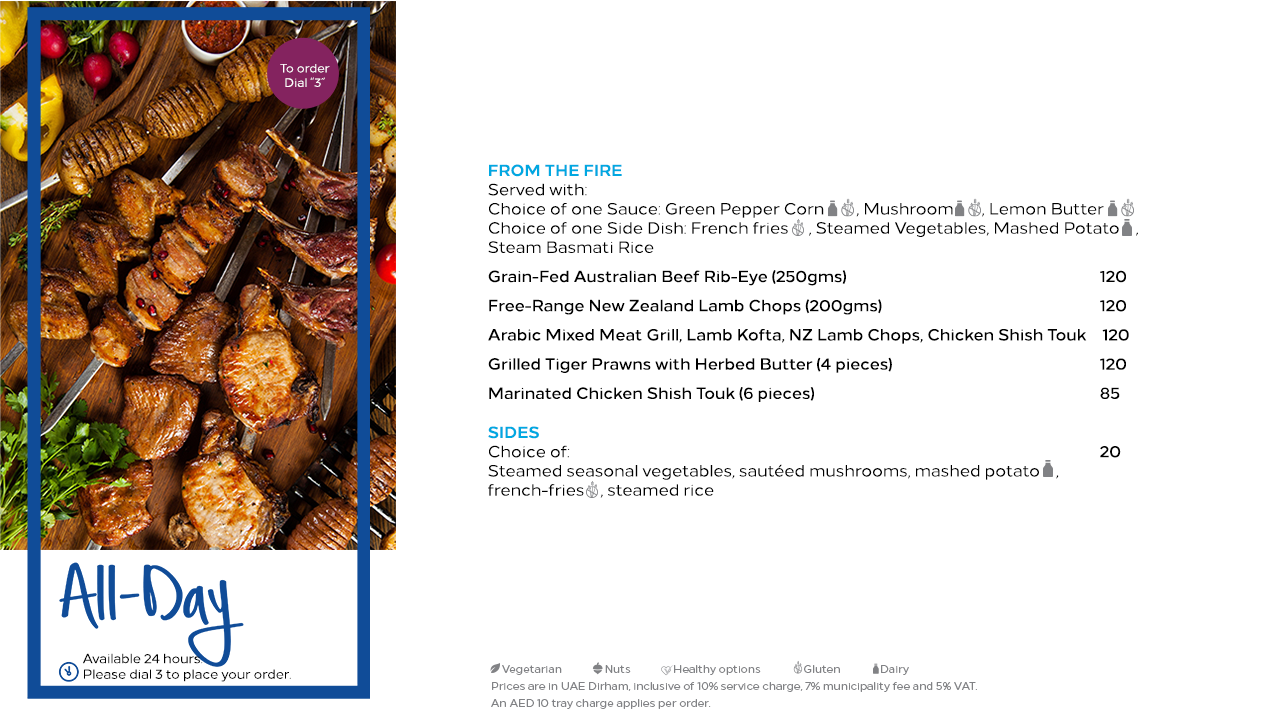 To order
Dial “3”
All-Day
Available 24 hours.
Please dial 3 to place your order.
FROM THE FIRE
Served with:
Choice of one Sauce: Green Pepper Corn, Mushroom, Lemon Butter
Choice of one Side Dish: French fries, Steamed Vegetables, Mashed Potato,
Steam Basmati Rice
Grain-Fed Australian Beef Rib-Eye (250gms) 120
Free-Range New Zealand Lamb Chops (200gms) 120
Arabic Mixed Meat Grill, Lamb Kofta, NZ Lamb Chops, Chicken Shish Touk 120
Grilled Tiger Prawns with Herbed Butter (4 pieces) 120
Marinated Chicken Shish Touk (6 pieces) 85
SIDES
Choice of: 20
Steamed seasonal vegetables, sautéed mushrooms, mashed potato,
french-fries, steamed rice
Vegetarian Nuts Healthy options Gluten Dairy
Prices are in UAE Dirham, inclusive of 10% service charge, 7% municipality fee and 5% VAT.
An AED 10 tray charge applies per order.